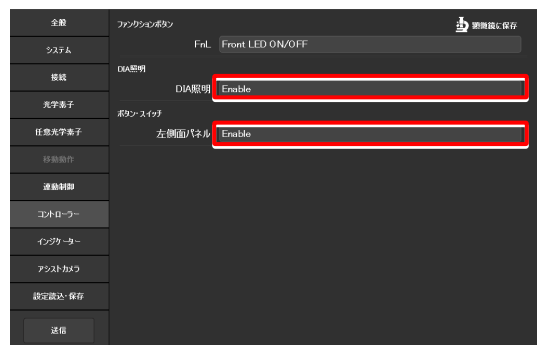 全般
システム
接続
光学素子
任意光学素子
移動動作
連動制御
コントローラー
インジケーター
アシストカメラ
設定読込・保存
送信
ファンクションボタン
顕微鏡に保存
FnL Front LED ON/OFF
DIA照明
DIA照明 Enable
ボタン・スイッチ
左側面パネル Enable